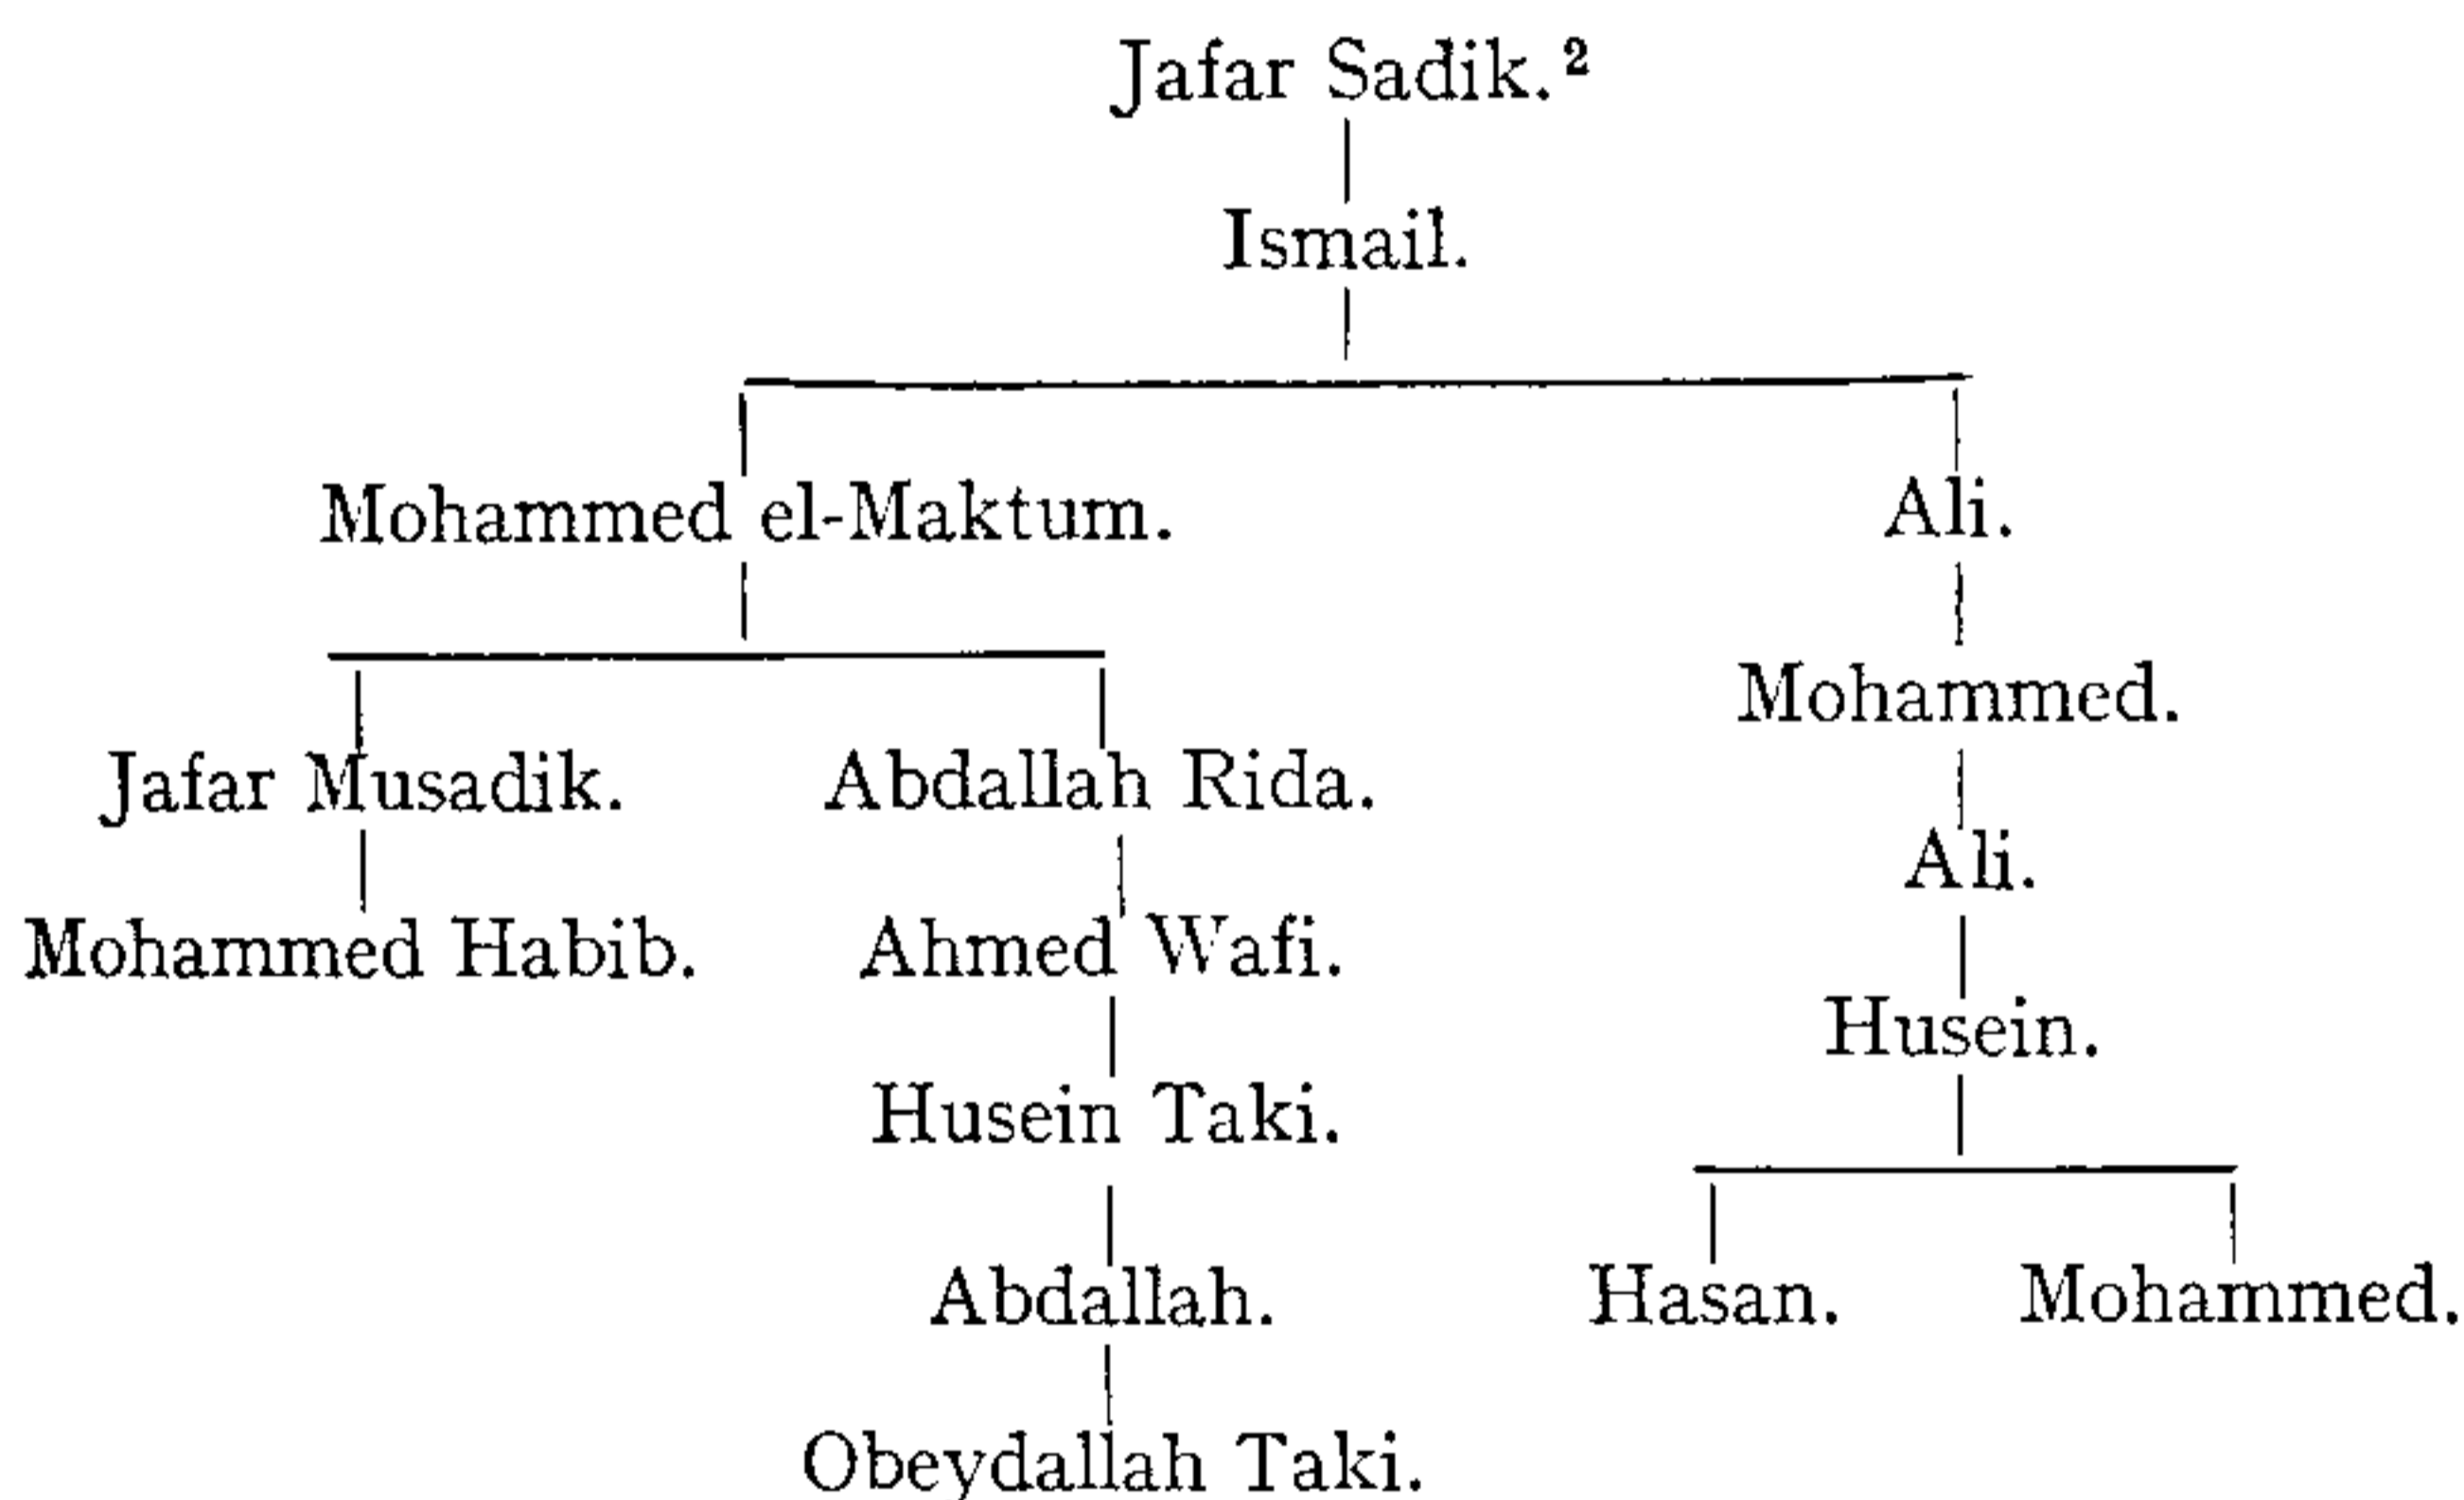 Jafar Sadik.²
Ismail.
Mohammed el-Maktum. Ali.
Mohammed.
Jafar Musadik. Abdallah Rida.
Ali.
Mohammed Habib. Ahmed Wafi.
Husein.
Husein Taki.
Abdallah. Hasan. Mohammed.
Obeydallah Taki.